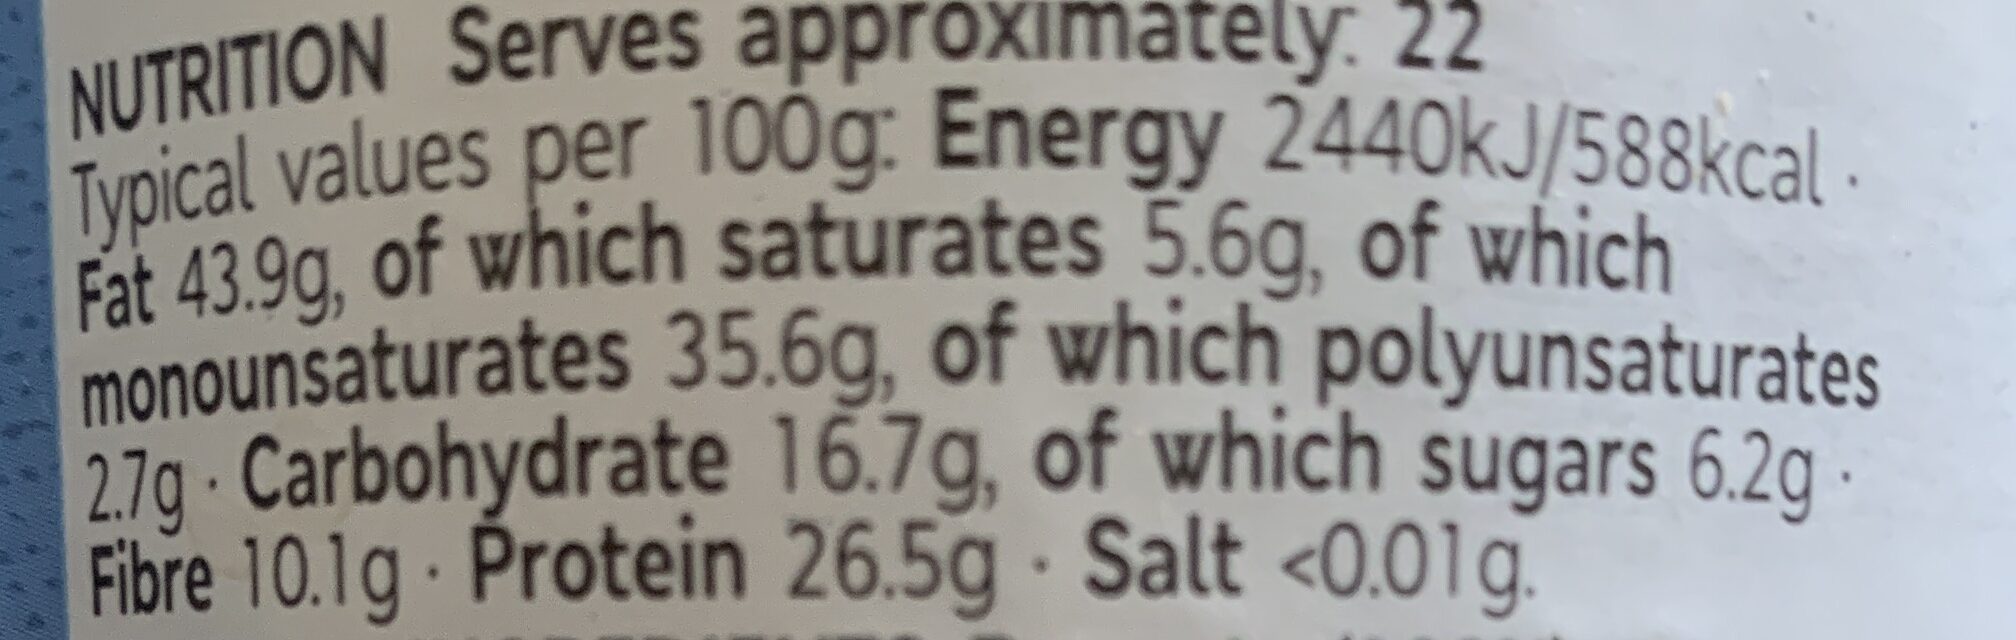 NUTRITION Serves approximately: 22
Typical values per 100g: Energy 2440kJ/588kcal ·
Fat 43.9g, of which saturates 5.6g, of which
monounsaturates 35.6g, of which polyunsaturates
2.7g · Carbohydrate 16.7g, of which sugars 6.2g ·
Fibre 10.1g · Protein 26.5g · Salt <0.01g.